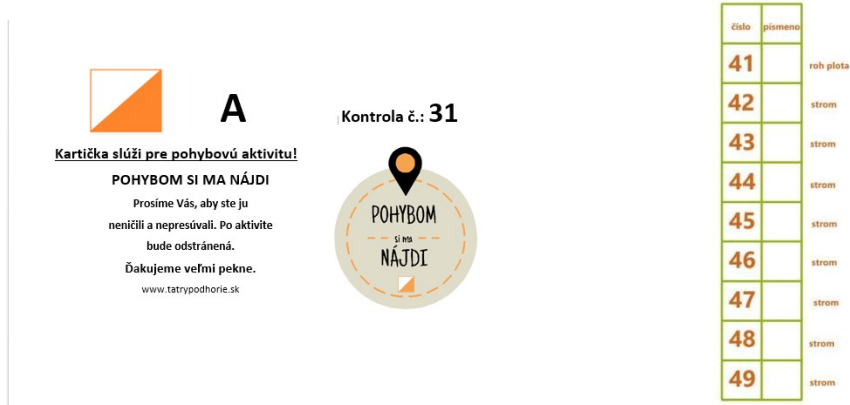 A
Kontrola č.: 31
Kartička slúži pre pohybovú aktivitu!
POHYBOM SI MA NÁJDI
Prosíme Vás, aby ste ju
neničili a nepresúvali. Po aktivite
bude odstránená.
Ďakujeme veľmi pekne.
www.tatrypodhorie.sk
POHYBOM
si ma
NÁJDI
číslo písmeno
41 roh plota
42 strom
43 strom
44 strom
45 strom
46 strom
47 strom
48 strom
49 strom